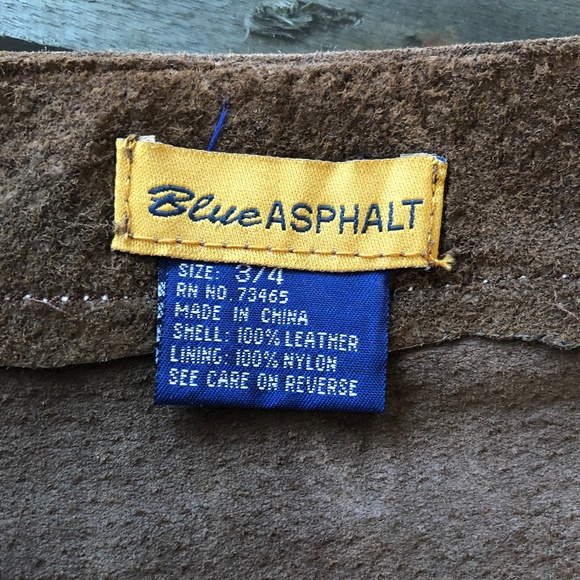 Blue ASPHALT
SIZE: 3/4
RN NO. 73465
MADE IN CHINA
SHELL: 100% LEATHER
LINING: 100% NYLON
SEE CARE ON REVERSE